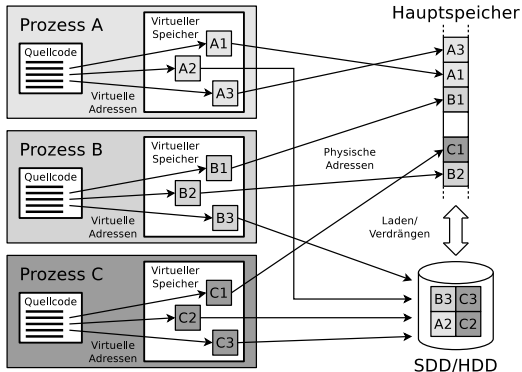 Prozess A
Quellcode
Virtuelle
Adressen
Virtueller
Speicher
A1
A2
A3
Prozess B
Quellcode
Virtuelle
Adressen
Virtueller
Speicher
B1
B2
B3
Prozess C
Quellcode
Virtuelle
Adressen
Virtueller
Speicher
C1
C2
C3
Physische
Adressen
Hauptspeicher
A3
A1
B1
C1
B2
Laden/
Verdrängen
B3 C3
A2 C2
SDD/HDD